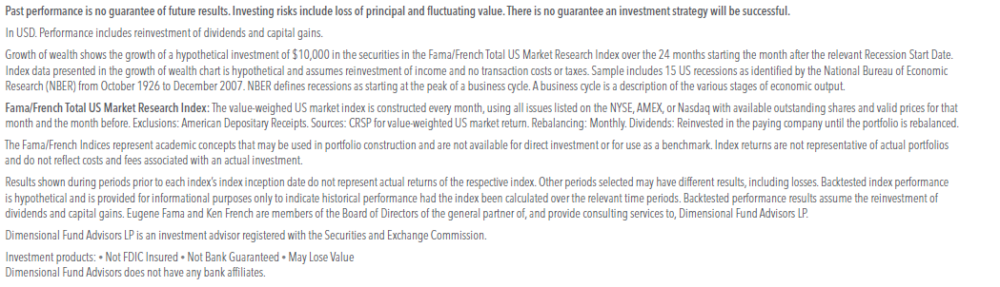 Past performance is no guarantee of future results. Investing risks include loss of principal and fluctuating value. There is no guarantee an investment strategy will be successful.
In USD. Performance includes reinvestment of dividends and capital gains.
Growth of wealth shows the growth of a hypothetical investment of $10,000 in the securities in the Fama/French Total US Market Research Index over the 24 months starting the month after the relevant Recession Start Date.
Index data presented in the growth of wealth chart is hypothetical and assumes reinvestment of income and no transaction costs or taxes. Sample includes 15 US recessions as identified by the National Bureau of Economic
Research (NBER) from October 1926 to December 2007. NBER defines recessions as starting at the peak of a business cycle. A business cycle is a description of the various stages of economic output.
Fama/French Total US Market Research Index: The value-weighed US market index is constructed every month, using all issues listed on the NYSE, AMEX, or Nasdaq with available outstanding shares and valid prices for that
month and the month before. Exclusions: American Depositary Receipts. Sources: CRSP for value-weighted US market return. Rebalancing: Monthly. Dividends: Reinvested in the paying company until the portfolio is rebalanced.
The Fama/French Indices represent academic concepts that may be used in portfolio construction and are not available for direct investment or for use as a benchmark. Index returns are not representative of actual portfolios
and do not reflect costs and fees associated with an actual investment.
Results shown during periods prior to each index's index inception date do not represent actual returns of the respective index. Other periods selected may have different results, including losses. Backtested index performance
is hypothetical and is provided for informational purposes only to indicate historical performance had the index been calculated over the relevant time periods. Backtested performance results assume the reinvestment of
dividends and capital gains. Eugene Fama and Ken French are members of the Board of Directors of the general partner of, and provide consulting services to, Dimensional Fund Advisors LP.
Dimensional Fund Advisors LP is an investment advisor registered with the Securities and Exchange Commission.
Investment products: • Not FDIC Insured • Not Bank Guaranteed • May Lose Value
Dimensional Fund Advisors does not have any bank affiliates.